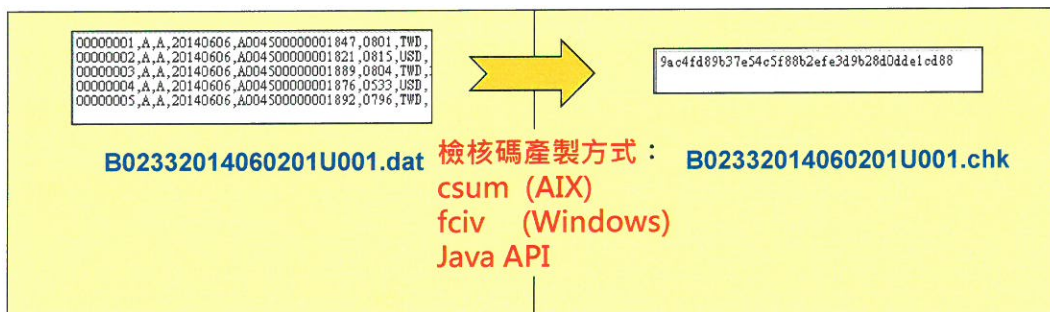 00000001,A,A,20140606,A004500000001847,0801,TWD,
00000002,A,A,20140606,A004500000001821,0815,USD,
00000003,A,A,20140606,A004500000001889,0804,TWD,
00000004,A,A,20140606,A004500000001876,0533,USD,
00000005,A,A,20140606,A004500000001892,0796,TWD,
B02332014060201U001.dat
檢核碼產製方式：
csum (AIX)
fciv (Windows)
Java API
9ac4fd89b37e54c5f88b2efe3d9b28d0dde1cd88
B02332014060201U001.chk